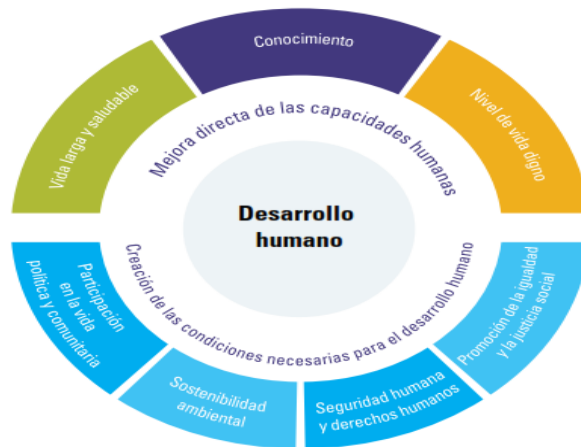 Conocimiento
Vida larga y saludable
Nivel de vida digno
Mejora directa de las capacidades humanas
Desarrollo
humano
Creación de las condiciones necesarias para el desarrollo humano
Participación
en la vida
política y comunitaria
Sostenibilidad
ambiental
Seguridad humana
y derechos humanos
Promoción de la igualdad
y la justicia social